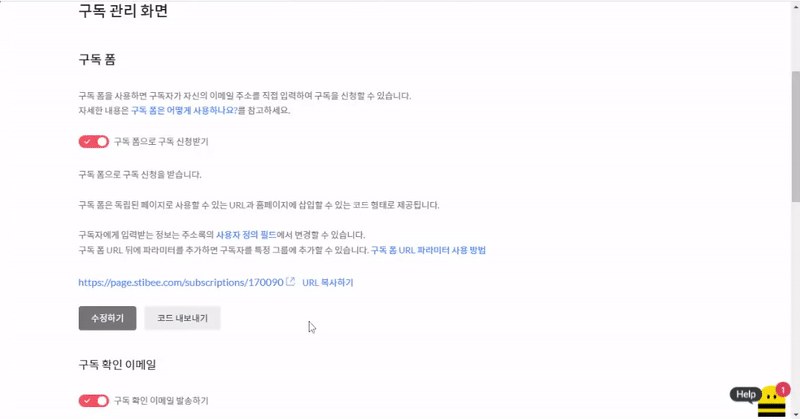 구독 관리 화면
구독 폼
구독 폼을 사용하면 구독자가 자신의 이메일 주소를 직접 입력하여 구독을 신청할 수 있습니다.
자세한 내용은 구독 폼은 어떻게 사용하나요?를 참고하세요.
구독 폼으로 구독 신청받기
구독 폼으로 구독 신청을 받습니다.
구독 폼은 독립된 페이지로 사용할 수 있는 URL과 홈페이지에 삽입할 수 있는 코드 형태로 제공됩니다.
구독자에게 입력받는 정보는 주소록의 사용자 정의 필드에서 변경할 수 있습니다.
구독 폼 URL 뒤에 파라미터를 추가하면 구독자를 특정 그룹에 추가할 수 있습니다. 구독 폼 URL 파라미터 사용 방법
https://page.stibee.com/subscriptions/170090 URL 복사하기
수정하기 코드 내보내기
구독 확인 이메일
구독 확인 이메일 발송하기
Help 1